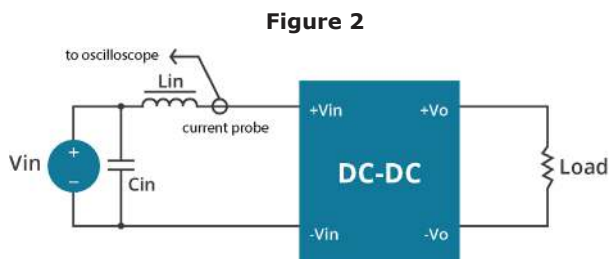 Figure 2
to oscilloscope
Lin
current probe
Vin
+
−
Cin
+Vin
+Vo
DC-DC
Load
-Vin
-Vo